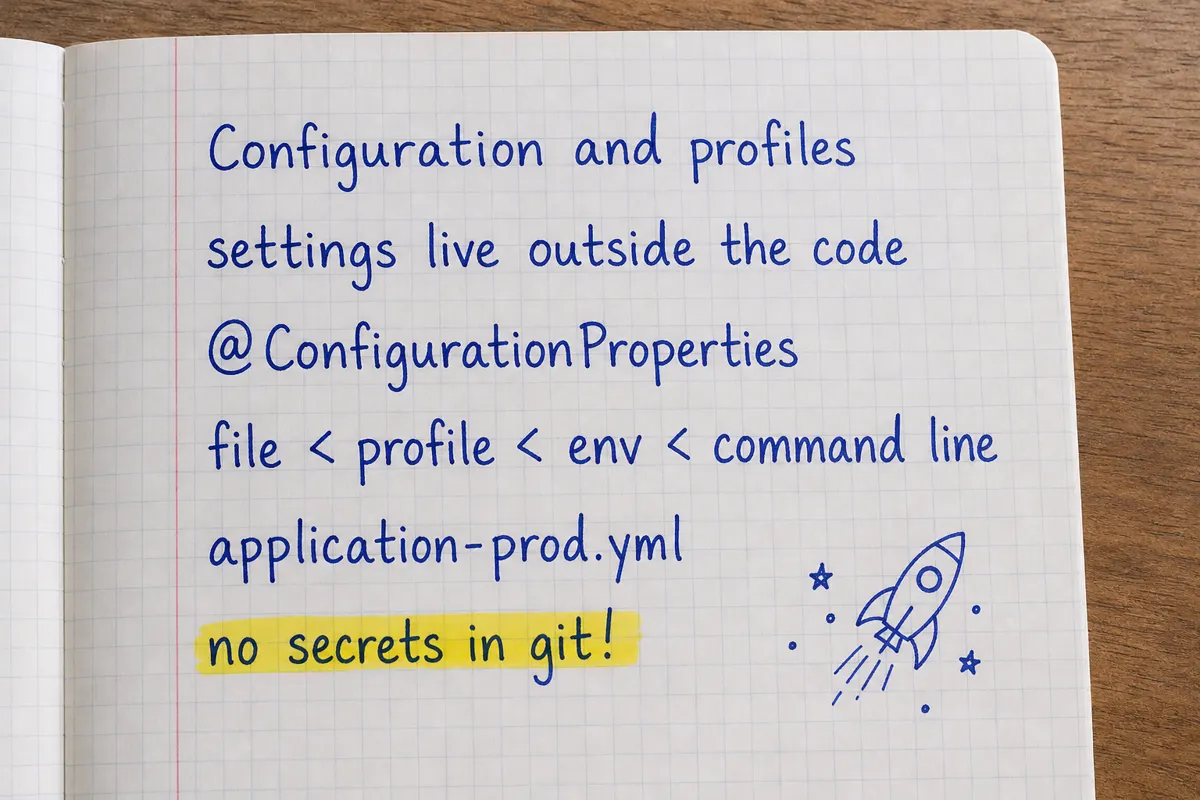 Configuration and profiles
settings live outside the code
@ConfigurationProperties
file < profile < env < command line
application-prod.yml
no secrets in git!